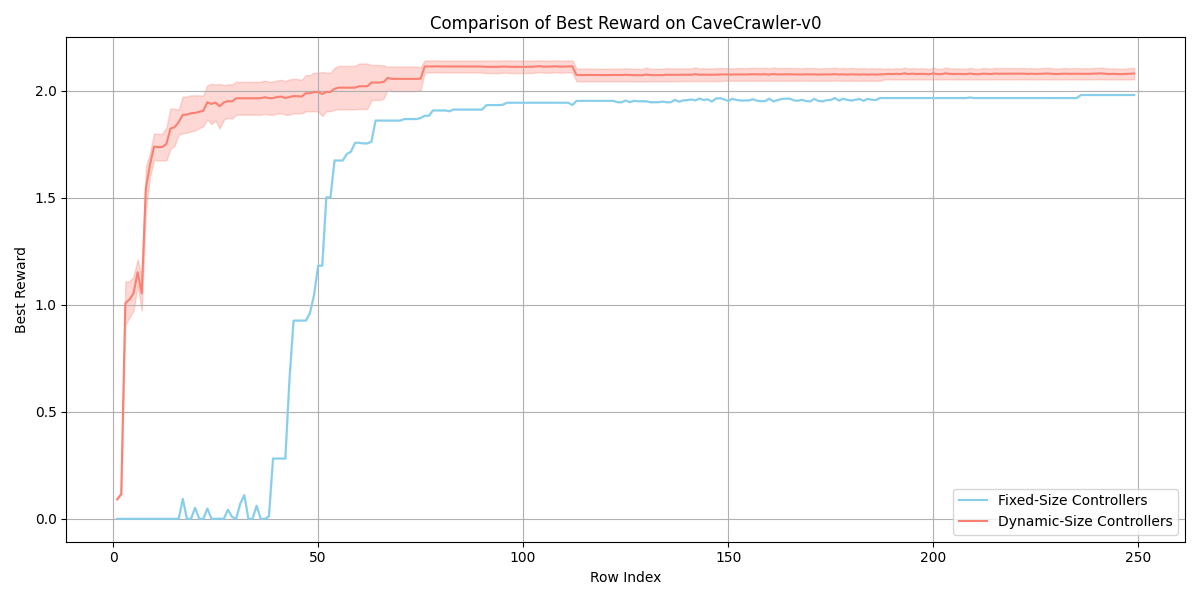 Comparison of Best Reward on CaveCrawler-v0
Best Reward
2.0
1.5
1.0
0.5
0.0
0
50
100
150
200
250
Row Index
Fixed-Size Controllers
Dynamic-Size Controllers